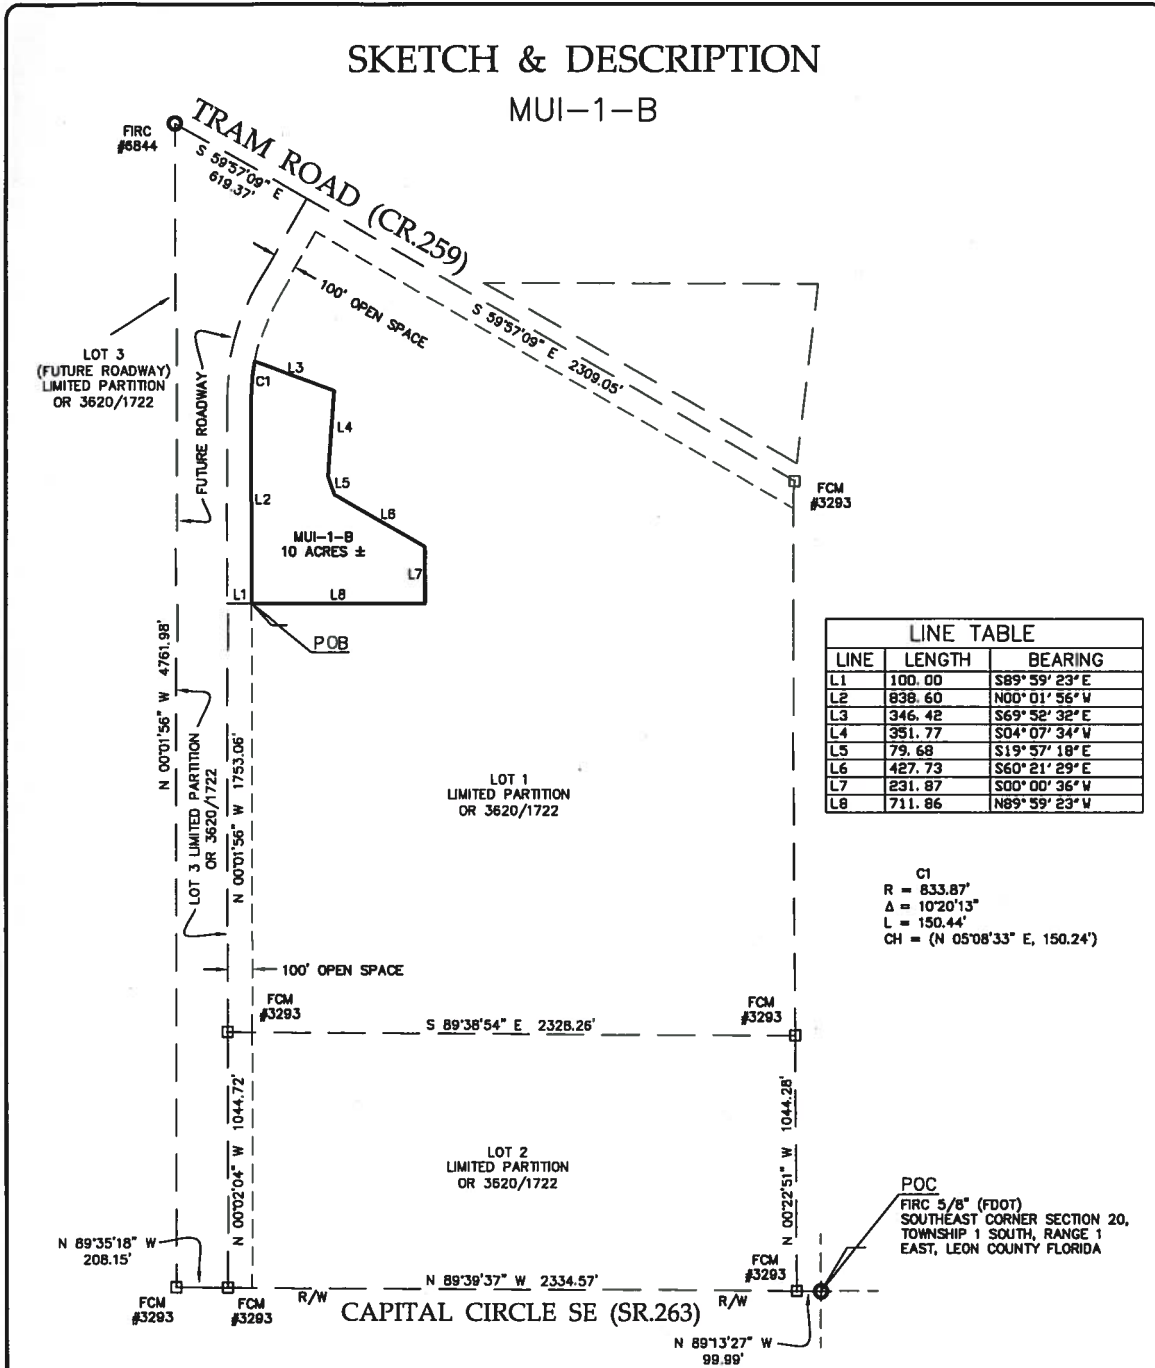 SKETCH & DESCRIPTION
MUI-1-B
FIRC
#6844
TRAM ROAD (CR.259)
S 59°57'09" E
619.37'
100' OPEN SPACE
S 59°57'09" E 2309.05'
LOT 3
(FUTURE ROADWAY)
LIMITED PARTITION
OR 3620/1722
FUTURE ROADWAY
C1
L3
L4
L5
L2
L6
MUI-1-B
10 ACRES ±
L7
L1
L8
POB
FCM
#3293
N 00°01'56" W 4761.98'
LOT 3 LIMITED PARTITION
OR 3620/1722
N 00°01'56" W 1753.06'
LOT 1
LIMITED PARTITION
OR 3620/1722
LINE TABLE
LINE LENGTH BEARING
L1 100.00 S89°59'23"E
L2 838.60 N00°01'56"W
L3 346.42 S69°52'32"E
L4 351.77 S04°07'34"W
L5 79.68 S19°57'18"E
L6 427.73 S60°21'29"E
L7 231.87 S00°00'36"W
L8 711.86 N89°59'23"W
C1
R = 833.87'
Δ = 10°20'13"
L = 150.44'
CH = (N 05°08'33" E, 150.24')
100' OPEN SPACE
FCM
#3293
S 89°38'54" E 2328.26'
FCM
#3293
N 00°02'04" W 1044.72'
LOT 2
LIMITED PARTITION
OR 3620/1722
N 00°22'51" W 1044.28'
POC
FIRC 5/8" (FDOT)
SOUTHEAST CORNER SECTION 20,
TOWNSHIP 1 SOUTH, RANGE 1
EAST, LEON COUNTY FLORIDA
N 89°35'18" W
208.15'
FCM
#3293
FCM
#3293
R/W
N 89°39'37" W 2334.57'
CAPITAL CIRCLE SE (SR.263)
R/W
FCM
#3293
N 89°13'27" W
99.99'